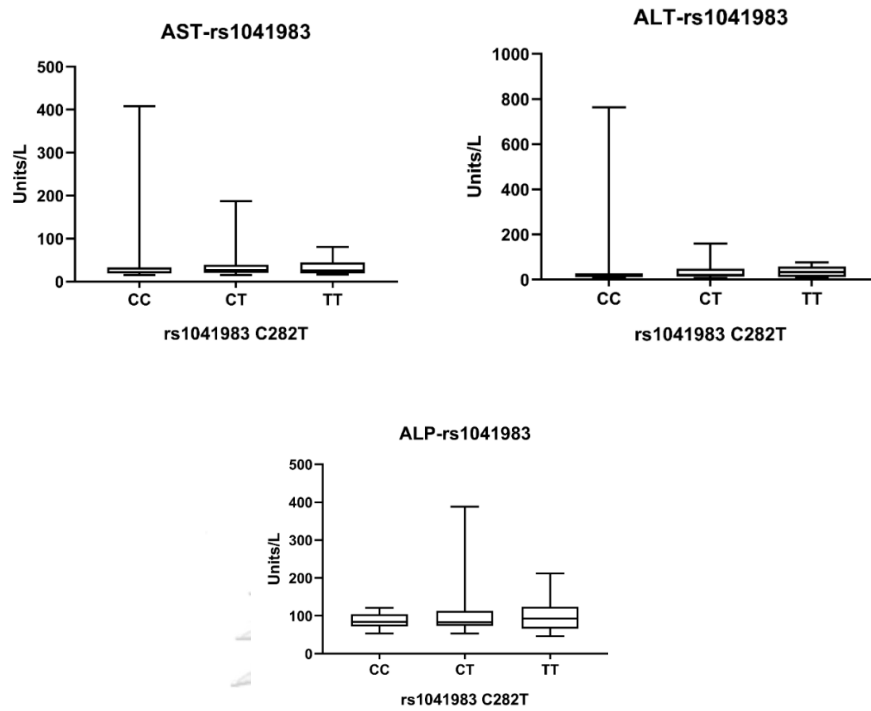 AST-rs1041983
500
400
300
200
100
0
Units/L
CC CT TT
rs1041983 C282T
ALT-rs1041983
1000
800
600
400
200
0
Units/L
CC CT TT
rs1041983 C282T
ALP-rs1041983
500
400
300
200
100
0
Units/L
CC CT TT
rs1041983 C282T